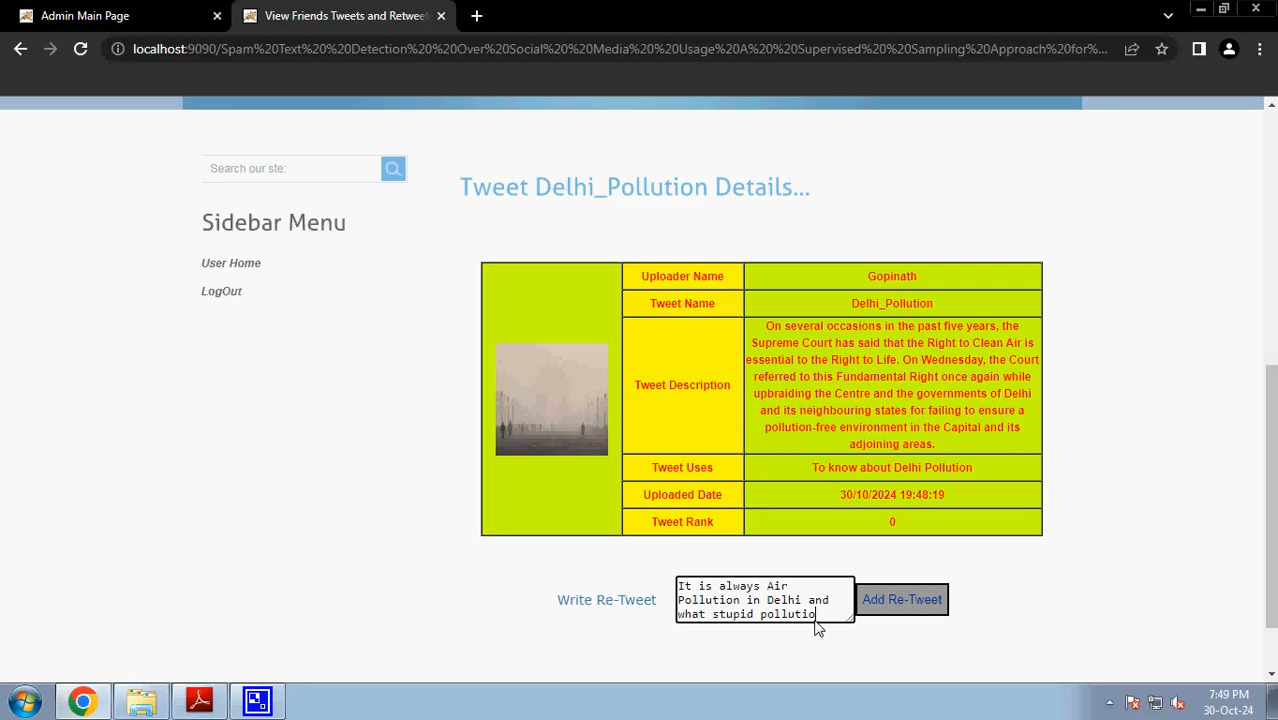 Admin Main Page
View Friends Tweets and Retwee
localhost:9090/Spam%20Text%20%20Detection%20%20Over%20Social%20%20Media%20%20Usage%20A%20%20Supervised%20%20Sampling%20Approach%20for%...
Search our ste:
Tweet Delhi_Pollution Details...
Sidebar Menu
User Home
LogOut
Uploader Name
Gopinath
Tweet Name
Delhi_Pollution
Tweet Description
On several occasions in the past five years, the
Supreme Court has said that the Right to Clean Air is
essential to the Right to Life. On Wednesday, the Court
referred to this Fundamental Right once again while
upbraiding the Centre and the governments of Delhi
and its neighbouring states for failing to ensure a
pollution-free environment in the Capital and its
adjoining areas.
Tweet Uses
To know about Delhi Pollution
Uploaded Date
30/10/2024 19:48:19
Tweet Rank
0
Write Re-Tweet
It is always Air
Pollution in Delhi and
what stupid pollutio
Add Re-Tweet
7:49 PM
30-Oct-24